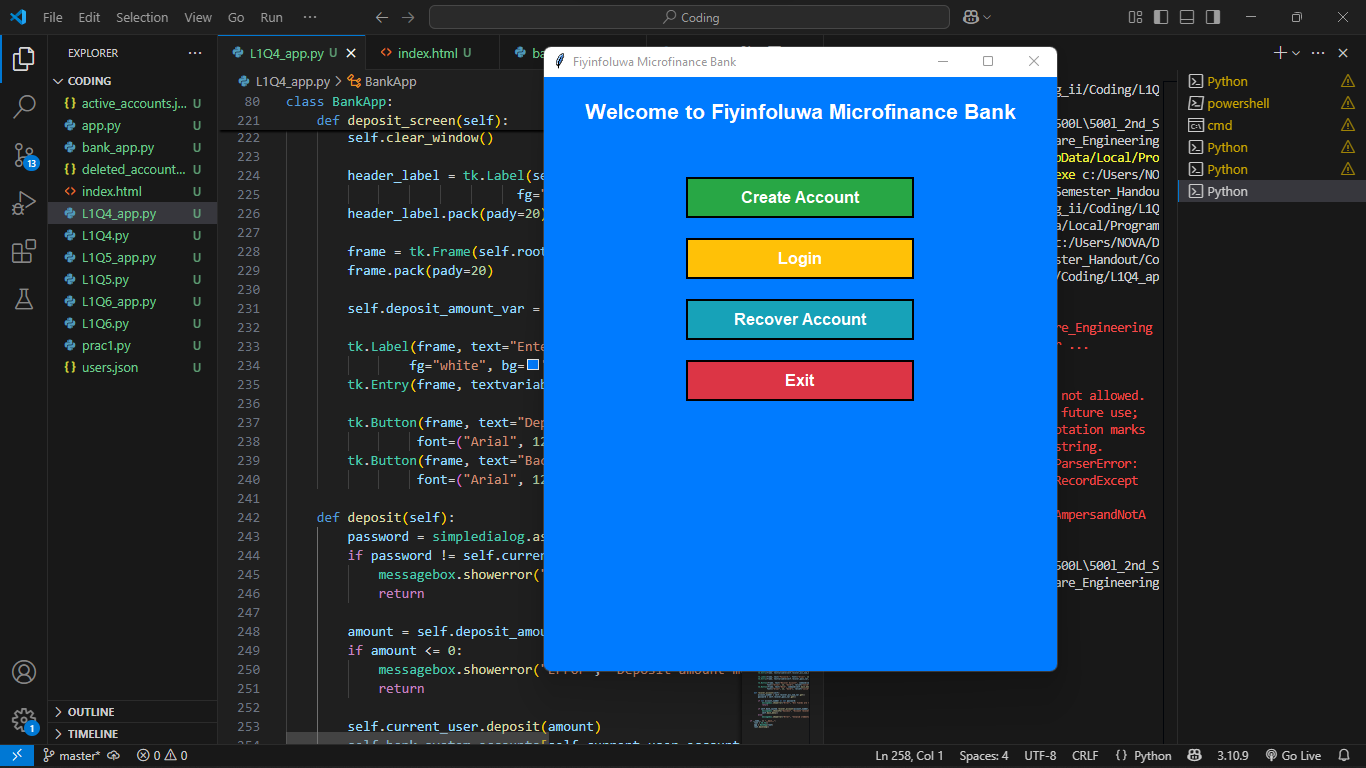 File Edit Selection View Go Run ··· Coding
EXPLORER
CODING
active_accounts.j... U
app.py U
bank_app.py U
deleted_account... U
index.html U
L1Q4_app.py U
L1Q4.py U
L1Q5_app.py U
L1Q5.py U
L1Q6_app.py U
L1Q6.py U
prac1.py U
users.json U
OUTLINE
TIMELINE
13
1
L1Q4_app.py U
index.html U
L1Q4_app.py > BankApp
80 class BankApp:
221 def deposit_screen(self):
222 self.clear_window()
223
224 header_label = tk.Label(se
225 fg="
226 header_label.pack(pady=20)
227
228 frame = tk.Frame(self.root
229 frame.pack(pady=20)
230
231 self.deposit_amount_var =
232
233 tk.Label(frame, text="Ente
234 fg="white", bg=
235 tk.Entry(frame, textvariab
236
237 tk.Button(frame, text="Dep
238 font=("Arial", 12
239 tk.Button(frame, text="Bac
240 font=("Arial", 12
241
242 def deposit(self):
243 password = simpledialog.as
244 if password != self.curren
245 messagebox.showerror("
246 return
247
248 amount = self.deposit_amou
249 if amount <= 0:
250 messagebox.showerror("Error", "Deposit amount m
251 return
252
253 self.current_user.deposit(amount)
Fiyinfoluwa Microfinance Bank
Welcome to Fiyinfoluwa Microfinance Bank
Create Account
Login
Recover Account
Exit
g_ii/Coding/L1Q
500L\500l_2nd_S
are_Engineering
pData/Local/Pro
exe c:/Users/NO
Semester_Handou
g_ii/Coding/L1Q
a/Local/Program
c:/Users/NOVA/D
ster_Handout/Co
/Coding/L1Q4_ap
re_Engineering
r ...
not allowed.
future use;
otation marks
string.
ParserError:
RecordExcept
AmpersandNotA
500L\500l_2nd_S
are_Engineering
Python
powershell
cmd
Python
Python
Python
master* 0 0 Ln 258, Col 1 Spaces: 4 UTF-8 CRLF {} Python 3.10.9 Go Live